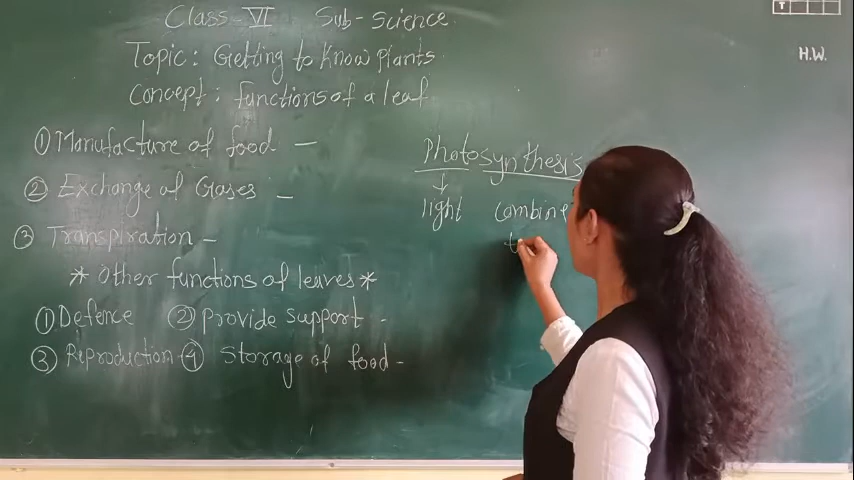 Class-VI Sub-Science
T
H.W.
Topic: Getting to Know plants
Concept: functions of a leaf
① Manufacture of food —
② Exchange of Gases —
③ Transpiration –
* Other functions of leaves *
① Defence ② Provide Support -
③ Reproduction - ④ Storage of food -
Photosynthesis
↓
light combine
t